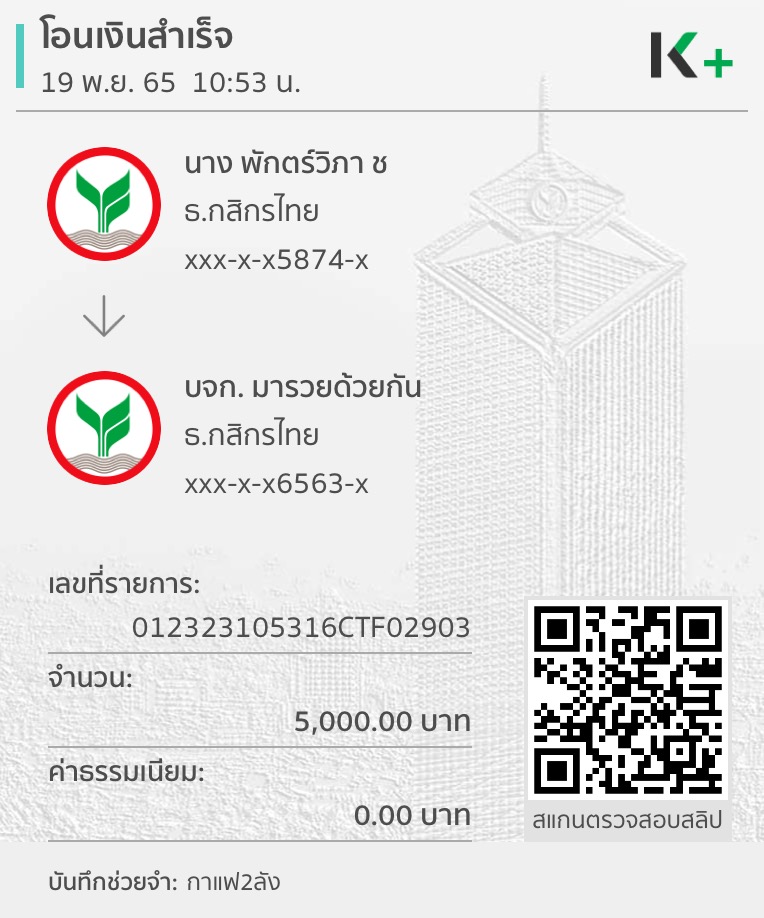 โอนเงินสำเร็จ
19 พ.ย. 65 10:53 น.
K+
นาง พักตร์วิภา ช
ธ.กสิกรไทย
xxx-x-x5874-x
บจก. มารวยด้วยกัน
ธ.กสิกรไทย
xxx-x-x6563-x
เลขที่รายการ:
012323105316CTF02903
จำนวน:
5,000.00 บาท
ค่าธรรมเนียม:
0.00 บาท
สแกนตรวจสอบสลิป
บันทึกช่วยจำ: กาแฟ2ลัง